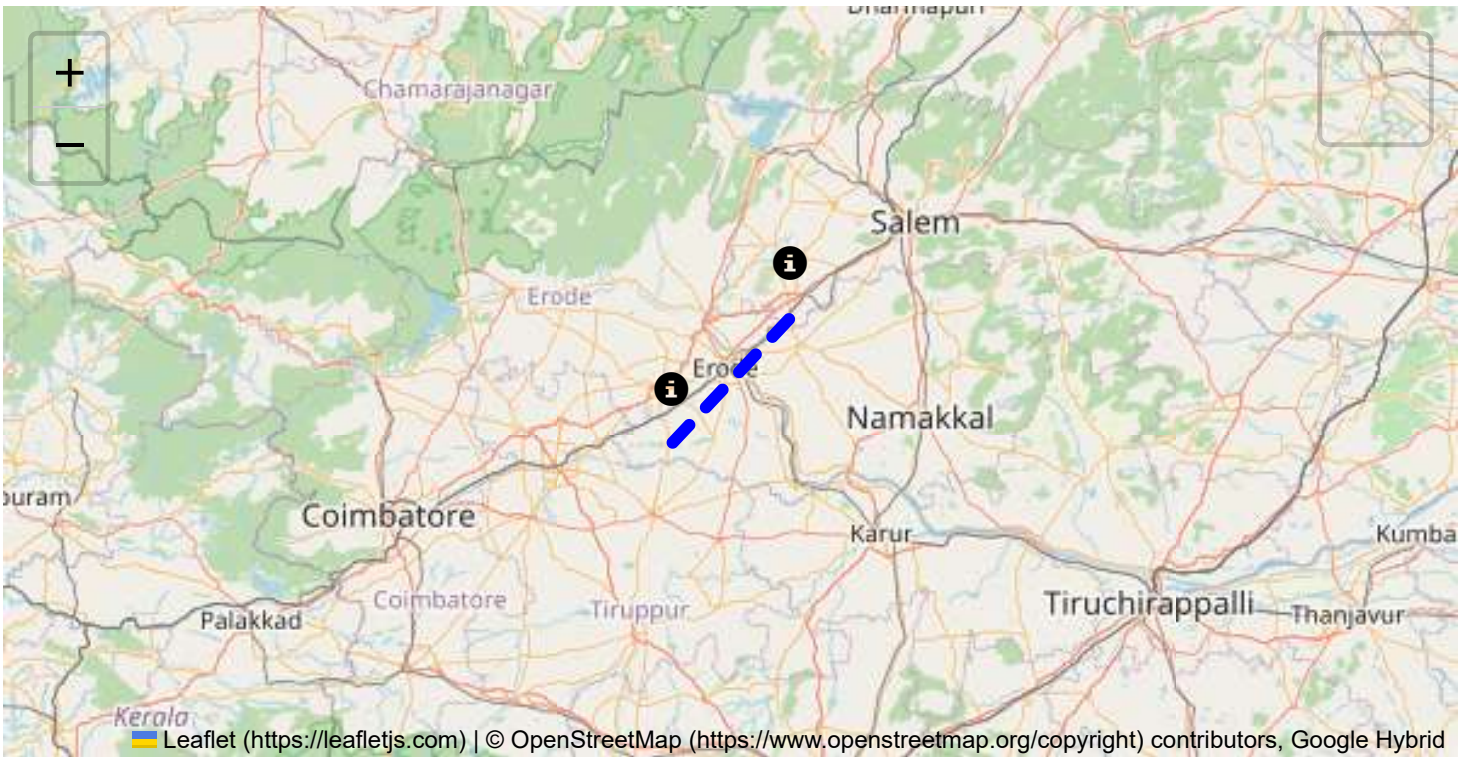 Dharmapuri
+
Chamarajanagar
−
Salem
i
Erode
Erode
i
Namakkal
Coimbatore
Karur
Kumba
Coimbatore
Tiruppur
Tiruchirappalli
Thanjavur
Palakkad
Kerala
Leaflet (https://leafletjs.com) | © OpenStreetMap (https://www.openstreetmap.org/copyright) contributors, Google Hybrid